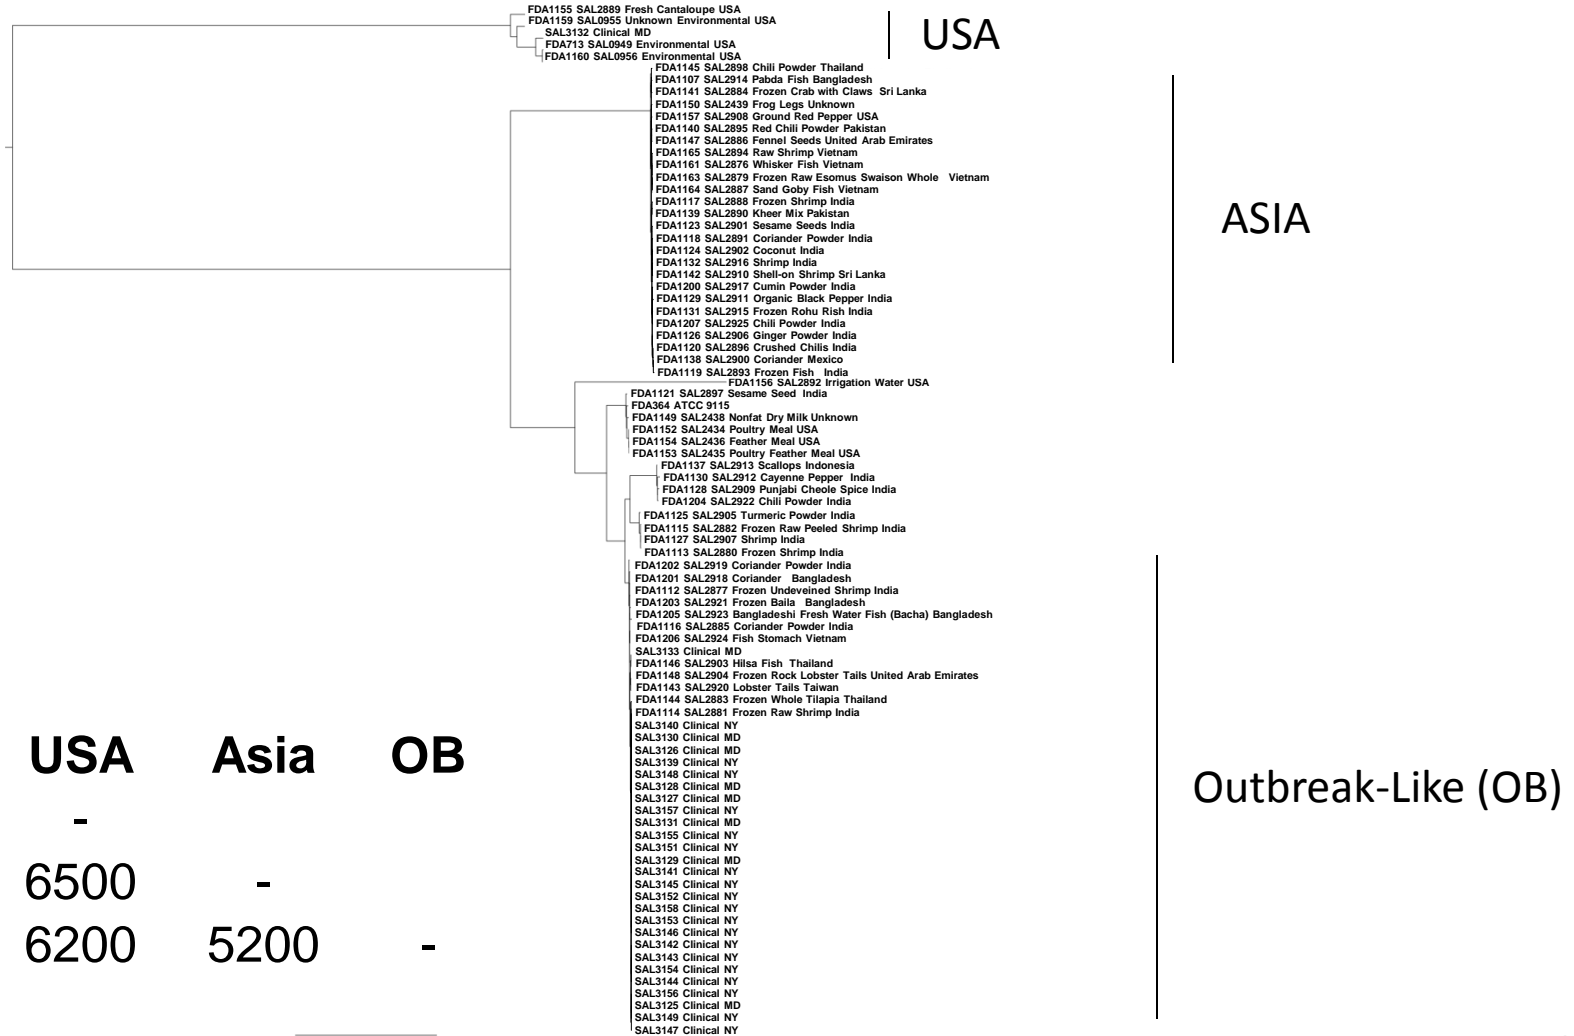 FDA1155 SAL2889 Fresh Cantaloupe USA
FDA1159 SAL0955 Unknown Environmental USA
SAL3132 Clinical MD
FDA713 SAL0949 Environmental USA
FDA1160 SAL0956 Environmental USA
USA
FDA1145 SAL2898 Chili Powder Thailand
FDA1107 SAL2914 Pabda Fish Bangladesh
FDA1141 SAL2884 Frozen Crab with Claws Sri Lanka
FDA1150 SAL2439 Frog Legs Unknown
FDA1157 SAL2908 Ground Red Pepper USA
FDA1140 SAL2895 Red Chili Powder Pakistan
FDA1147 SAL2886 Fennel Seeds United Arab Emirates
FDA1165 SAL2894 Raw Shrimp Vietnam
FDA1161 SAL2876 Whisker Fish Vietnam
FDA1163 SAL2879 Frozen Raw Esomus Swaison Whole Vietnam
FDA1164 SAL2887 Sand Goby Fish Vietnam
FDA1117 SAL2888 Frozen Shrimp India
FDA1139 SAL2890 Kheer Mix Pakistan
FDA1123 SAL2901 Sesame Seeds India
FDA1118 SAL2891 Coriander Powder India
FDA1124 SAL2902 Coconut India
FDA1132 SAL2916 Shrimp India
FDA1142 SAL2910 Shell-on Shrimp Sri Lanka
FDA1200 SAL2917 Cumin Powder India
FDA1129 SAL2911 Organic Black Pepper India
FDA1131 SAL2915 Frozen Rohu Rish India
FDA1207 SAL2925 Chili Powder India
FDA1126 SAL2906 Ginger Powder India
FDA1120 SAL2896 Crushed Chilis India
FDA1138 SAL2900 Coriander Mexico
FDA1119 SAL2893 Frozen Fish India
ASIA
FDA1156 SAL2892 Irrigation Water USA
FDA1121 SAL2897 Sesame Seed India
FDA364 ATCC 9115
FDA1149 SAL2438 Nonfat Dry Milk Unknown
FDA1152 SAL2434 Poultry Meal USA
FDA1154 SAL2436 Feather Meal USA
FDA1153 SAL2435 Poultry Feather Meal USA
FDA1137 SAL2913 Scallops Indonesia
FDA1130 SAL2912 Cayenne Pepper India
FDA1128 SAL2909 Punjabi Cheole Spice India
FDA1204 SAL2922 Chili Powder India
FDA1125 SAL2905 Turmeric Powder India
FDA1115 SAL2882 Frozen Raw Peeled Shrimp India
FDA1127 SAL2907 Shrimp India
FDA1113 SAL2880 Frozen Shrimp India
FDA1202 SAL2919 Coriander Powder India
FDA1201 SAL2918 Coriander Bangladesh
FDA1112 SAL2877 Frozen Undeveined Shrimp India
FDA1203 SAL2921 Frozen Baila Bangladesh
FDA1205 SAL2923 Bangladeshi Fresh Water Fish (Bacha) Bangladesh
FDA1116 SAL2885 Coriander Powder India
FDA1206 SAL2924 Fish Stomach Vietnam
SAL3133 Clinical MD
FDA1146 SAL2903 Hilsa Fish Thailand
FDA1148 SAL2904 Frozen Rock Lobster Tails United Arab Emirates
FDA1143 SAL2920 Lobster Tails Taiwan
FDA1144 SAL2883 Frozen Whole Tilapia Thailand
FDA1114 SAL2881 Frozen Raw Shrimp India
SAL3140 Clinical NY
SAL3130 Clinical MD
SAL3126 Clinical MD
SAL3139 Clinical NY
SAL3148 Clinical NY
SAL3128 Clinical MD
SAL3127 Clinical MD
SAL3157 Clinical NY
SAL3131 Clinical MD
SAL3155 Clinical NY
SAL3151 Clinical NY
SAL3129 Clinical MD
SAL3141 Clinical NY
SAL3145 Clinical NY
SAL3152 Clinical NY
SAL3158 Clinical NY
SAL3153 Clinical NY
SAL3146 Clinical NY
SAL3142 Clinical NY
SAL3143 Clinical NY
SAL3154 Clinical NY
SAL3144 Clinical NY
SAL3156 Clinical NY
SAL3125 Clinical MD
SAL3149 Clinical NY
SAL3147 Clinical NY
Outbreak-Like (OB)
USA Asia OB
-
6500 -
6200 5200 -